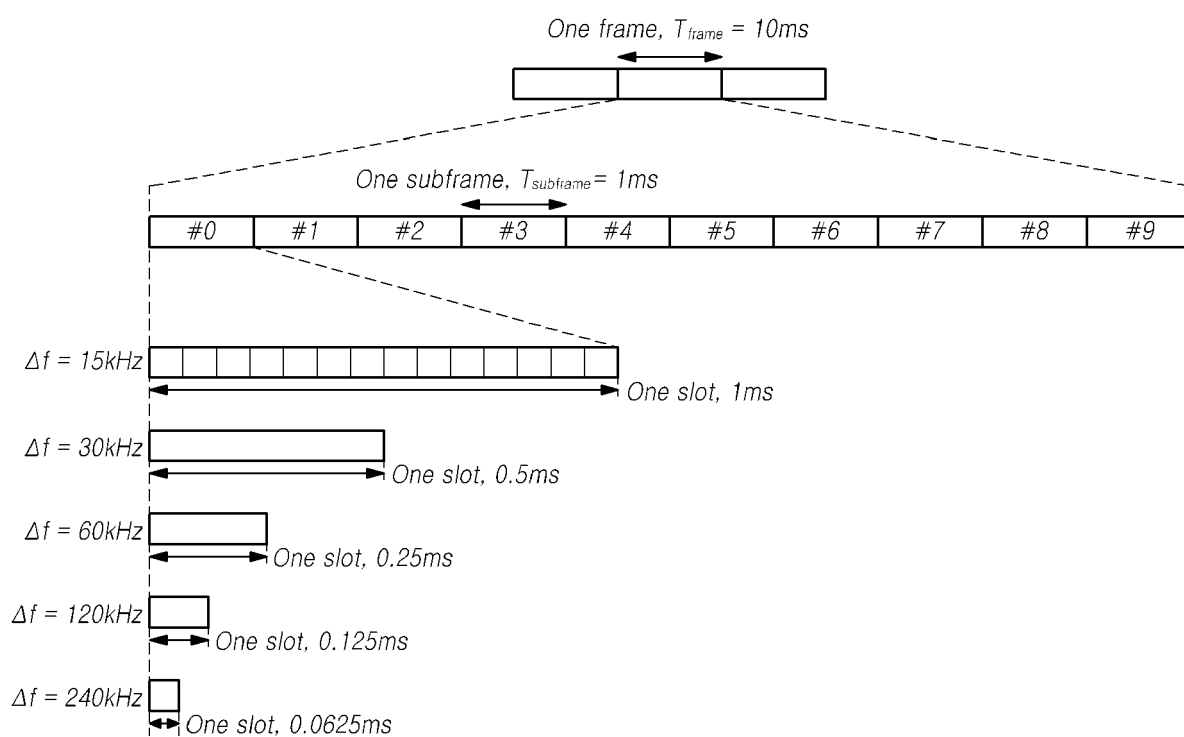 One frame, Tframe = 10ms
One subframe, Tsubframe = 1ms
#0 #1 #2 #3 #4 #5 #6 #7 #8 #9
Δf = 15kHz
One slot, 1ms
Δf = 30kHz
One slot, 0.5ms
Δf = 60kHz
One slot, 0.25ms
Δf = 120kHz
One slot, 0.125ms
Δf = 240kHz
One slot, 0.0625ms